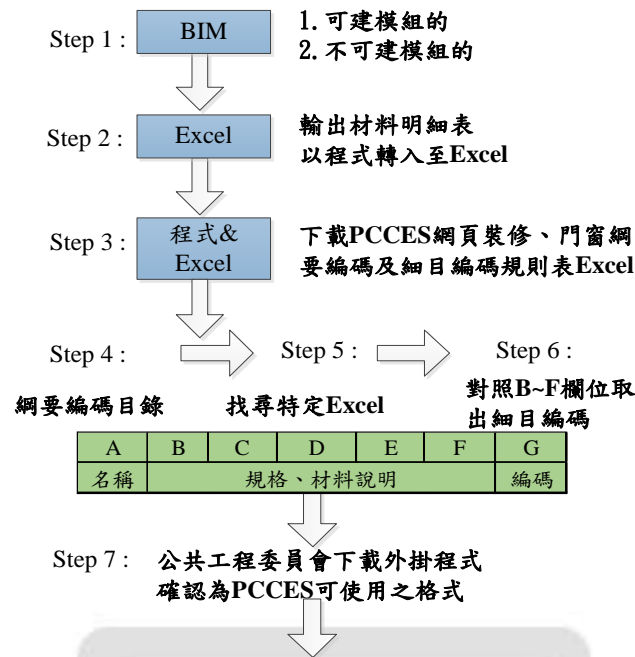 Step 1 :
BIM
1. 可建模組的
2. 不可建模組的
Step 2 :
Excel
輸出材料明細表
以程式轉入至Excel
Step 3 :
程式&
Excel
下載PCCES網頁裝修、門窗綱
要編碼及細目編碼規則表Excel
Step 4 :
Step 5 :
Step 6 :
綱要編碼目錄
找尋特定Excel
對照B~F欄位取
出細目編碼
A B C D E F G
名稱 規格、材料說明 編碼
Step 7 :
公共工程委員會下載外掛程式
確認為PCCES可使用之格式